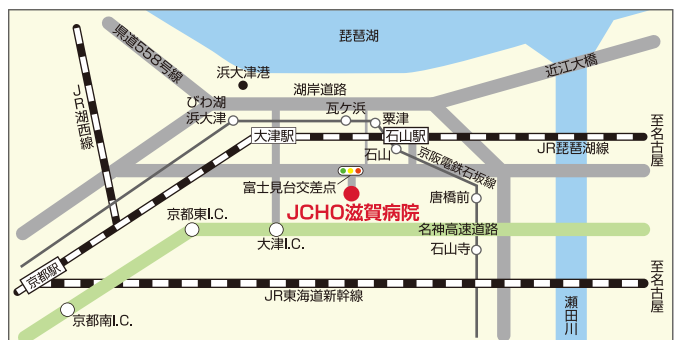 琵琶湖
県道558号線
近江大橋
浜大津港
湖岸道路
JR湖西線
びわ湖
浜大津
瓦ケ浜
粟津
大津駅
石山駅
至名古屋
JR琵琶湖線
石山
京阪電鉄石坂線
富士見台交差点
唐橋前
JCHO滋賀病院
京都東I.C.
大津I.C.
名神高速道路
石山寺
京都駅
至名古屋
JR東海道新幹線
瀬田川
京都南I.C.